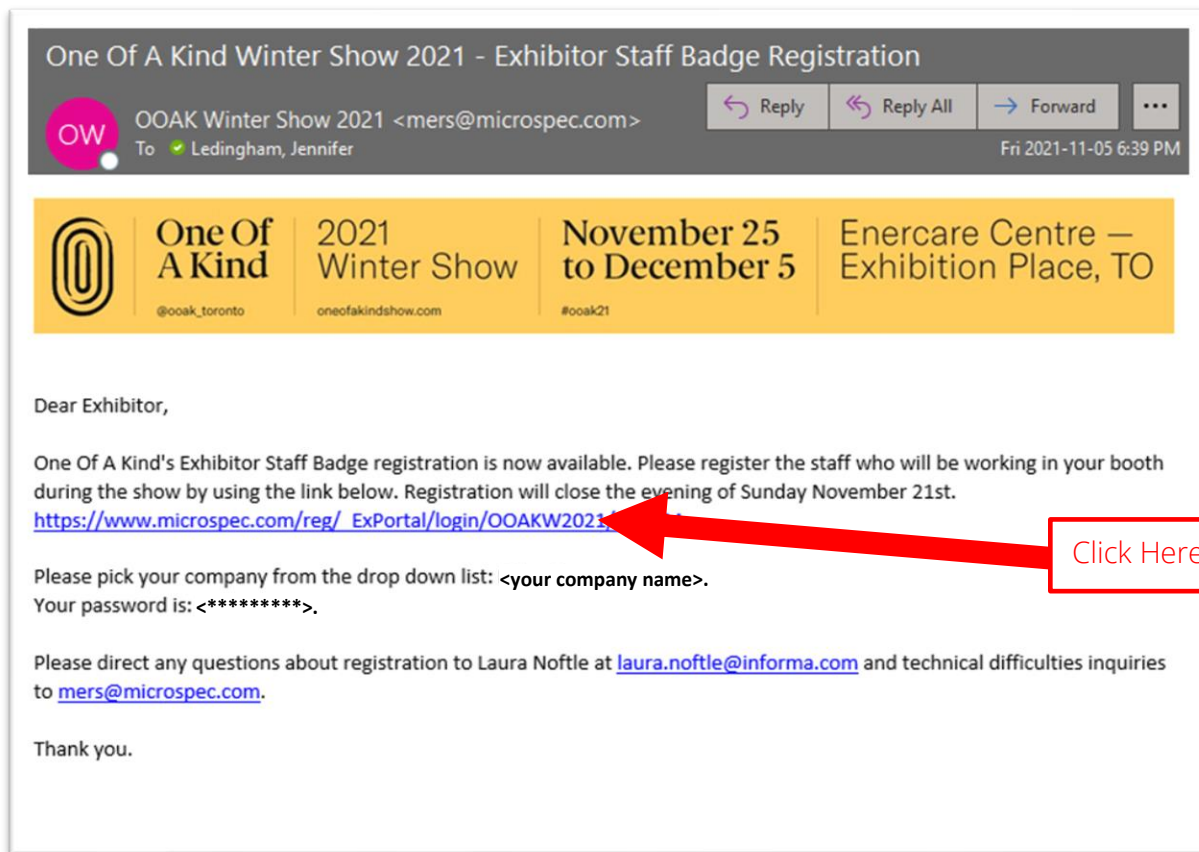 One Of A Kind Winter Show 2021 - Exhibitor Staff Badge Registration
OW
OOAK Winter Show 2021 <mers@microspec.com>
To Ledingham, Jennifer
Reply
Reply All
Forward
...
Fri 2021-11-05 6:39 PM
One Of
A Kind
@ooak_toronto
2021
Winter Show
oneofakindshow.com
November 25
to December 5
#ooak21
Enercare Centre —
Exhibition Place, TO
Dear Exhibitor,
One Of A Kind's Exhibitor Staff Badge registration is now available. Please register the staff who will be working in your booth
during the show by using the link below. Registration will close the evening of Sunday November 21st.
https://www.microspec.com/reg/_ExPortal/login/OOAKW2021/
Click Here
Please pick your company from the drop down list: <your company name>.
Your password is: <*********>.
Please direct any questions about registration to Laura Noftle at laura.noftle@informa.com and technical difficulties inquiries
to mers@microspec.com.
Thank you.